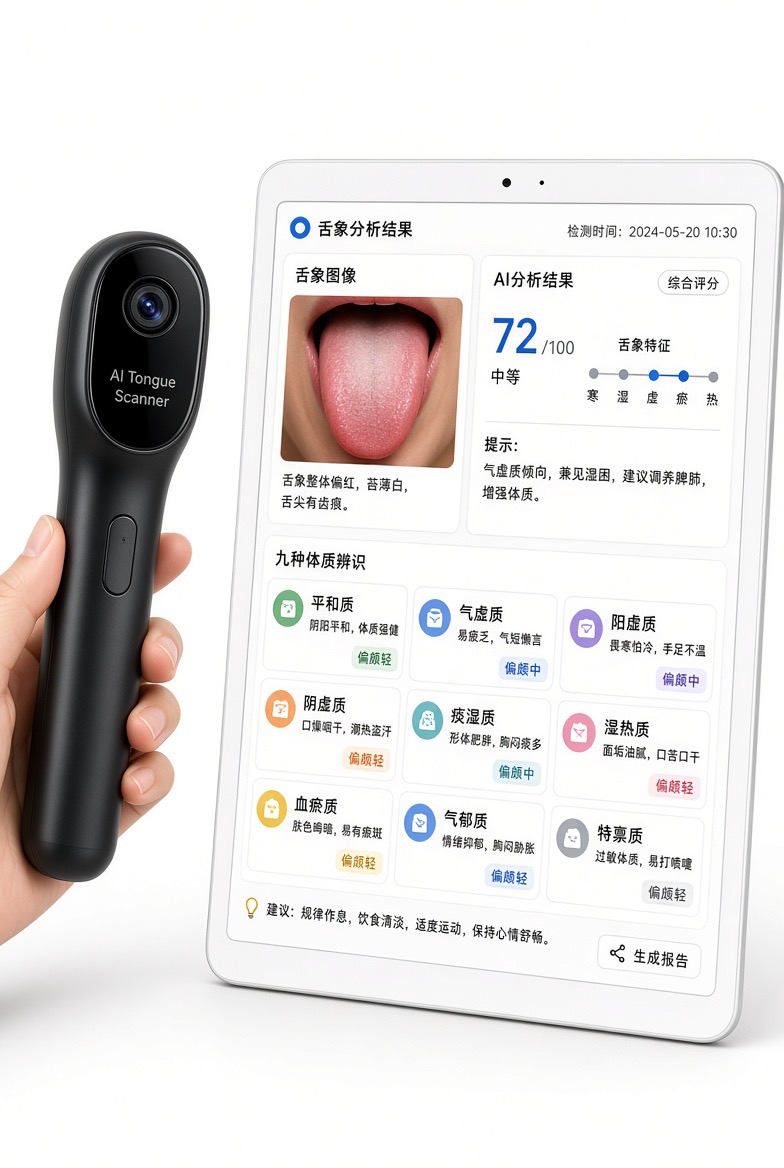 AI Tongue
Scanner
舌象分析结果
检测时间：2024-05-20 10:30
舌象图像
舌象整体偏红，苔薄白，
舌尖有齿痕。
AI分析结果
综合评分
72/100
中等
舌象特征
寒 湿 虚 瘀 热
提示：
气虚质倾向，兼见湿困，建议调养脾肺，
增强体质。
九种体质辨识
平和质
阴阳平和，体质强健
偏颇轻
气虚质
易疲乏，气短懒言
偏颇中
阳虚质
畏寒怕冷，手足不温
偏颇中
阴虚质
口燥咽干，潮热盗汗
偏颇轻
痰湿质
形体肥胖，胸闷痰多
偏颇中
湿热质
面垢油腻，口苦口干
偏颇轻
血瘀质
肤色晦暗，易有瘀斑
偏颇轻
气郁质
情绪抑郁，胸闷胁胀
偏颇轻
特禀质
过敏体质，易打喷嚏
偏颇轻
建议：规律作息，饮食清淡，适度运动，保持心情舒畅。
生成报告